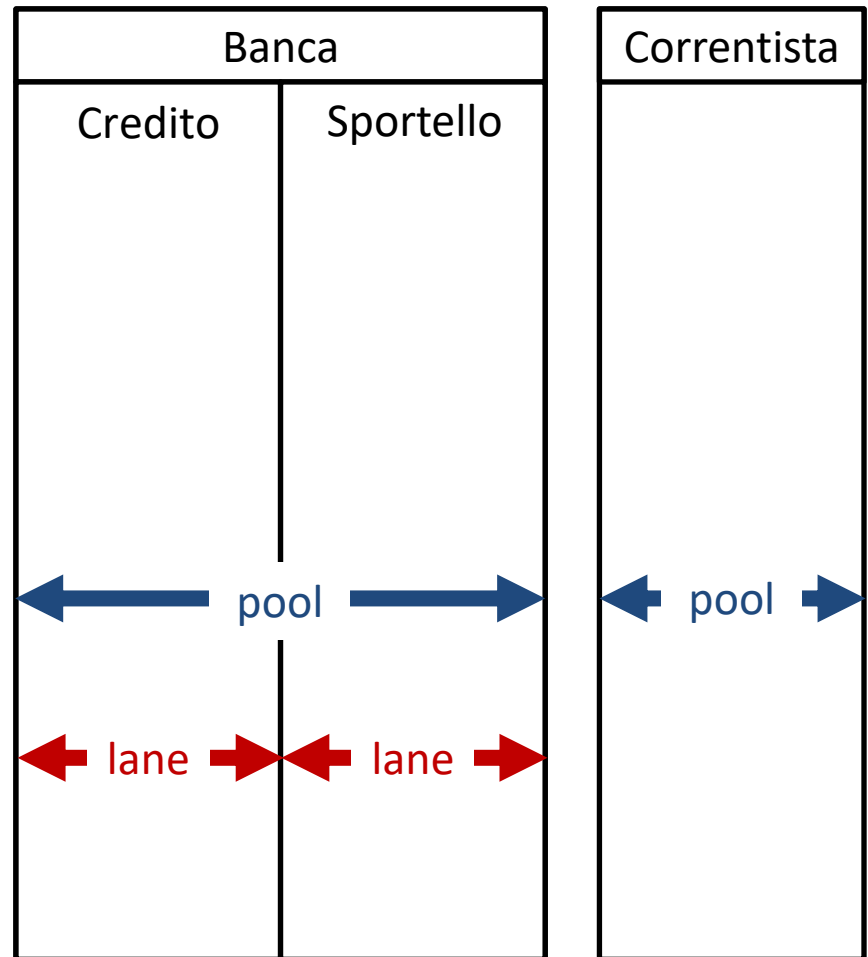 Banca
Correntista
Credito
Sportello
pool
pool
lane
lane